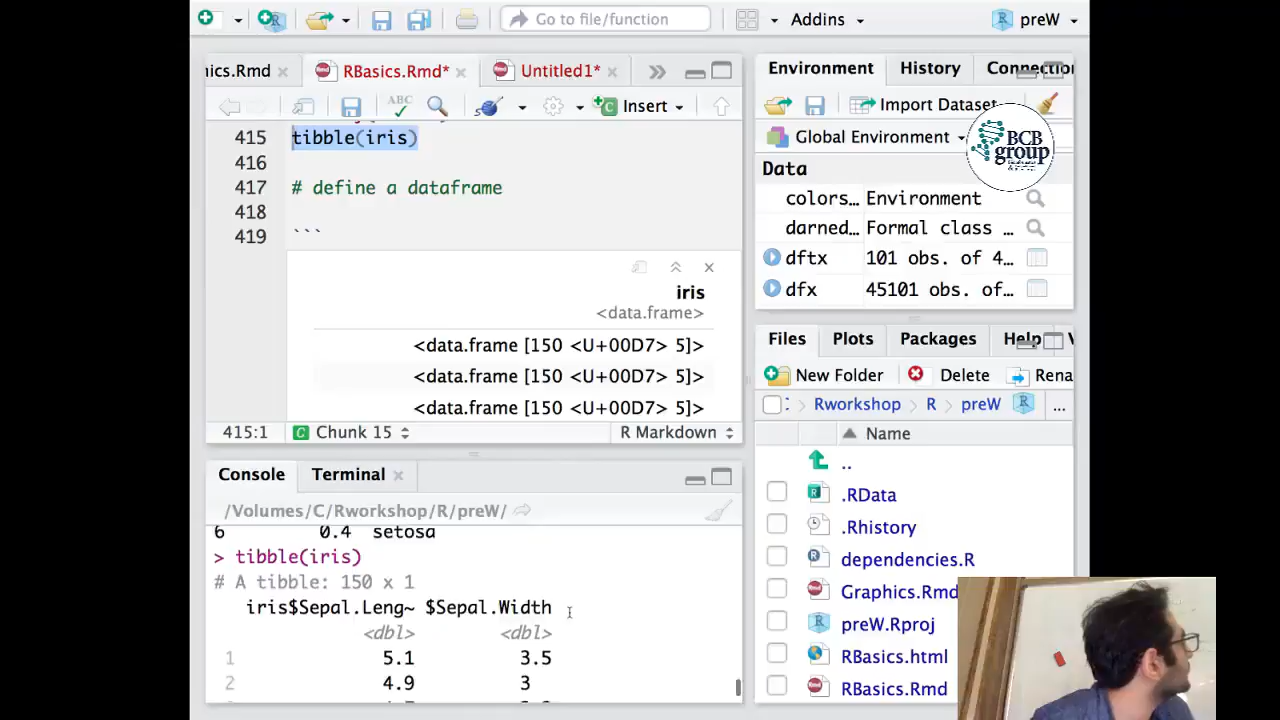 Go to file/function
Addins
preW
ics.Rmd
RBasics.Rmd*
Untitled1*
ABC
Insert
415 tibble(iris)
416
417 # define a dataframe
418
419 ```
iris
<data.frame>
<data.frame [150 <U+00D7> 5]>
<data.frame [150 <U+00D7> 5]>
<data.frame [150 <U+00D7> 5]>
415:1 Chunk 15 R Markdown
Console Terminal
/Volumes/C/Rworkshop/R/preW/
6 0.4 setosa
> tibble(iris)
# A tibble: 150 x 1
iris$Sepal.Leng~ $Sepal.Width
<dbl> <dbl>
1 5.1 3.5
2 4.9 3
Environment History Connection
Import Dataset
Global Environment
BCB
group
Data
colors… Environment
darned… Formal class …
dftx 101 obs. of 4…
dfx 45101 obs. of…
Files Plots Packages Help
New Folder Delete Rena
Rworkshop R preW ...
Name
..
.RData
.Rhistory
dependencies.R
Graphics.Rmd
preW.Rproj
RBasics.html
RBasics.Rmd